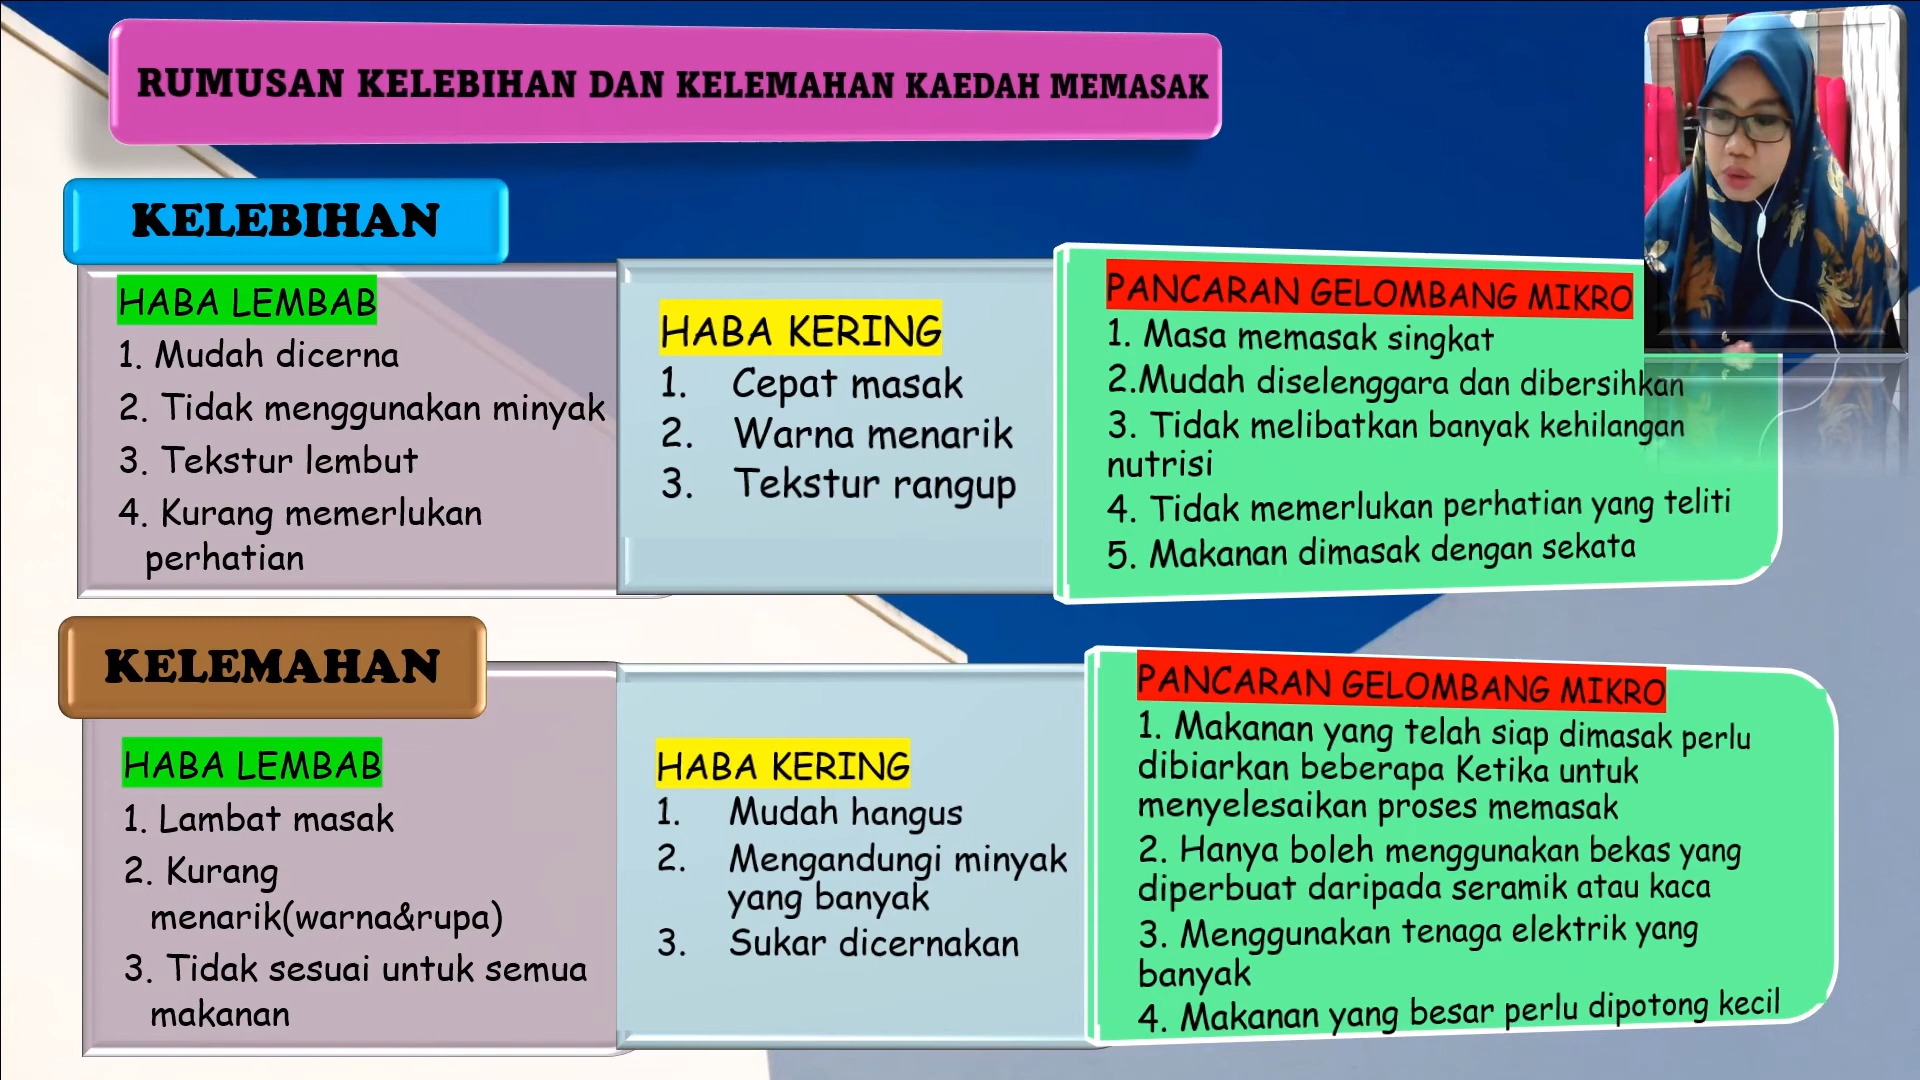 RUMUSAN KELEBIHAN DAN KELEMAHAN KAEDAH MEMASAK
KELEBIHAN
HABA LEMBAB
1. Mudah dicerna
2. Tidak menggunakan minyak
3. Tekstur lembut
4. Kurang memerlukan
perhatian
HABA KERING
1. Cepat masak
2. Warna menarik
3. Tekstur rangup
PANCARAN GELOMBANG MIKRO
1. Masa memasak singkat
2.Mudah diselenggara dan dibersihkan
3. Tidak melibatkan banyak kehilangan
nutrisi
4. Tidak memerlukan perhatian yang teliti
5. Makanan dimasak dengan sekata
KELEMAHAN
HABA LEMBAB
1. Lambat masak
2. Kurang
menarik(warna&rupa)
3. Tidak sesuai untuk semua
makanan
HABA KERING
1. Mudah hangus
2. Mengandungi minyak
yang banyak
3. Sukar dicernakan
PANCARAN GELOMBANG MIKRO
1. Makanan yang telah siap dimasak perlu
dibiarkan beberapa Ketika untuk
menyelesaikan proses memasak
2. Hanya boleh menggunakan bekas yang
diperbuat daripada seramik atau kaca
3. Menggunakan tenaga elektrik yang
banyak
4. Makanan yang besar perlu dipotong kecil